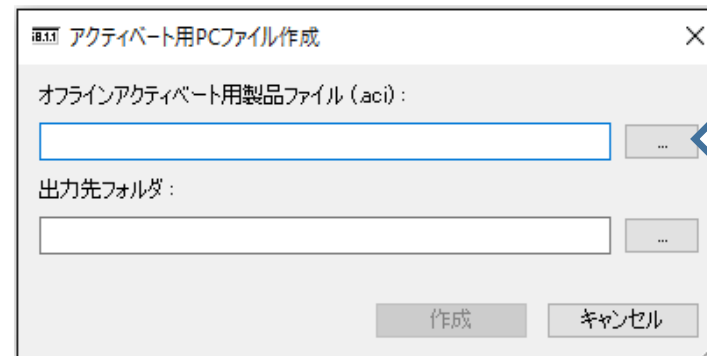 アクティベート用PCファイル作成
オフラインアクティベート用製品ファイル (.aci) :
...
出力先フォルダ :
...
作成 キャンセル